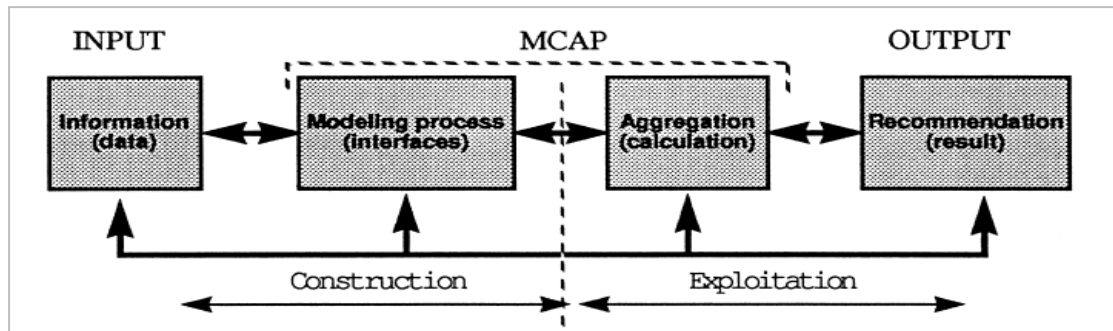 INPUT MCAP OUTPUT
Information Modeling process Aggregation Recommendation
(data) (interfaces) (calculation) (result)
Construction Exploitation